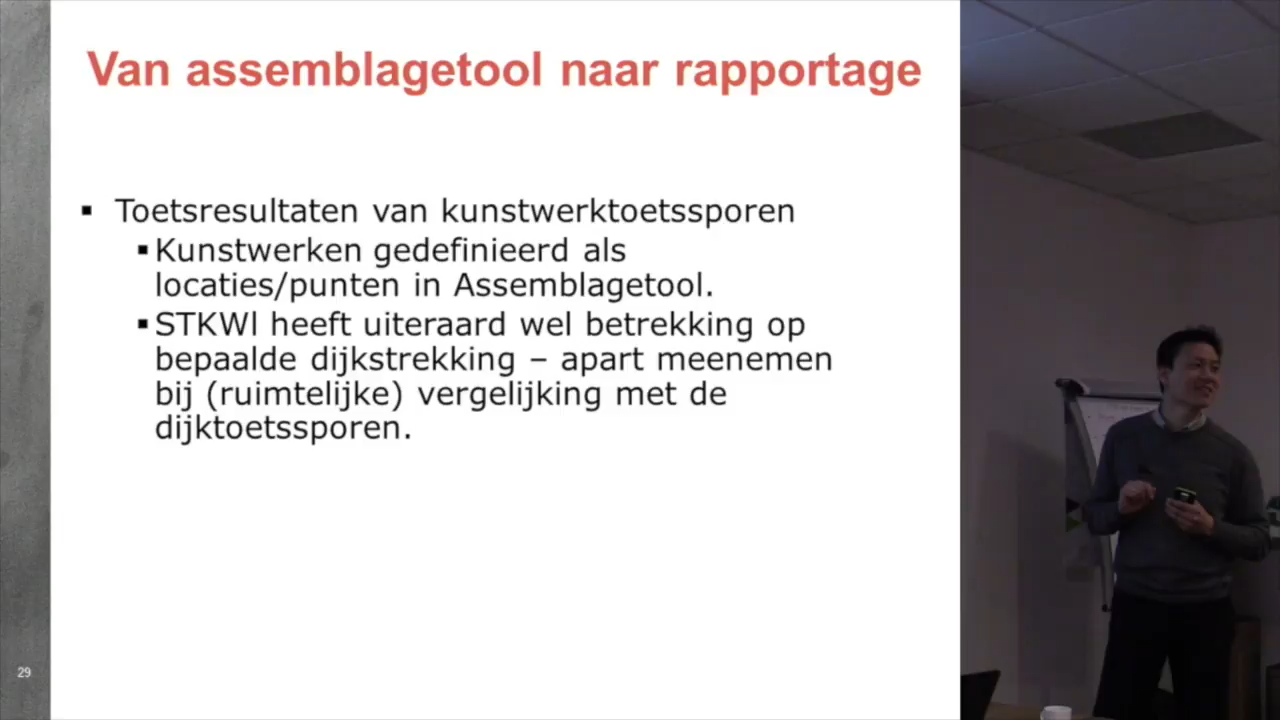 Van assemblagetool naar rapportage
▪ Toetsresultaten van kunstwerktoetssporen
▪ Kunstwerken gedefinieerd als
locaties/punten in Assemblagetool.
▪ STKWl heeft uiteraard wel betrekking op
bepaalde dijkstrekking – apart meenemen
bij (ruimtelijke) vergelijking met de
dijktoetssporen.
29